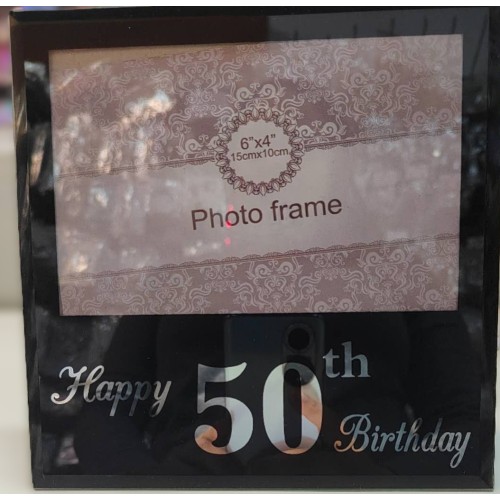 6"x4"
15cmx10cm
Photo frame
Happy 50th Birthday